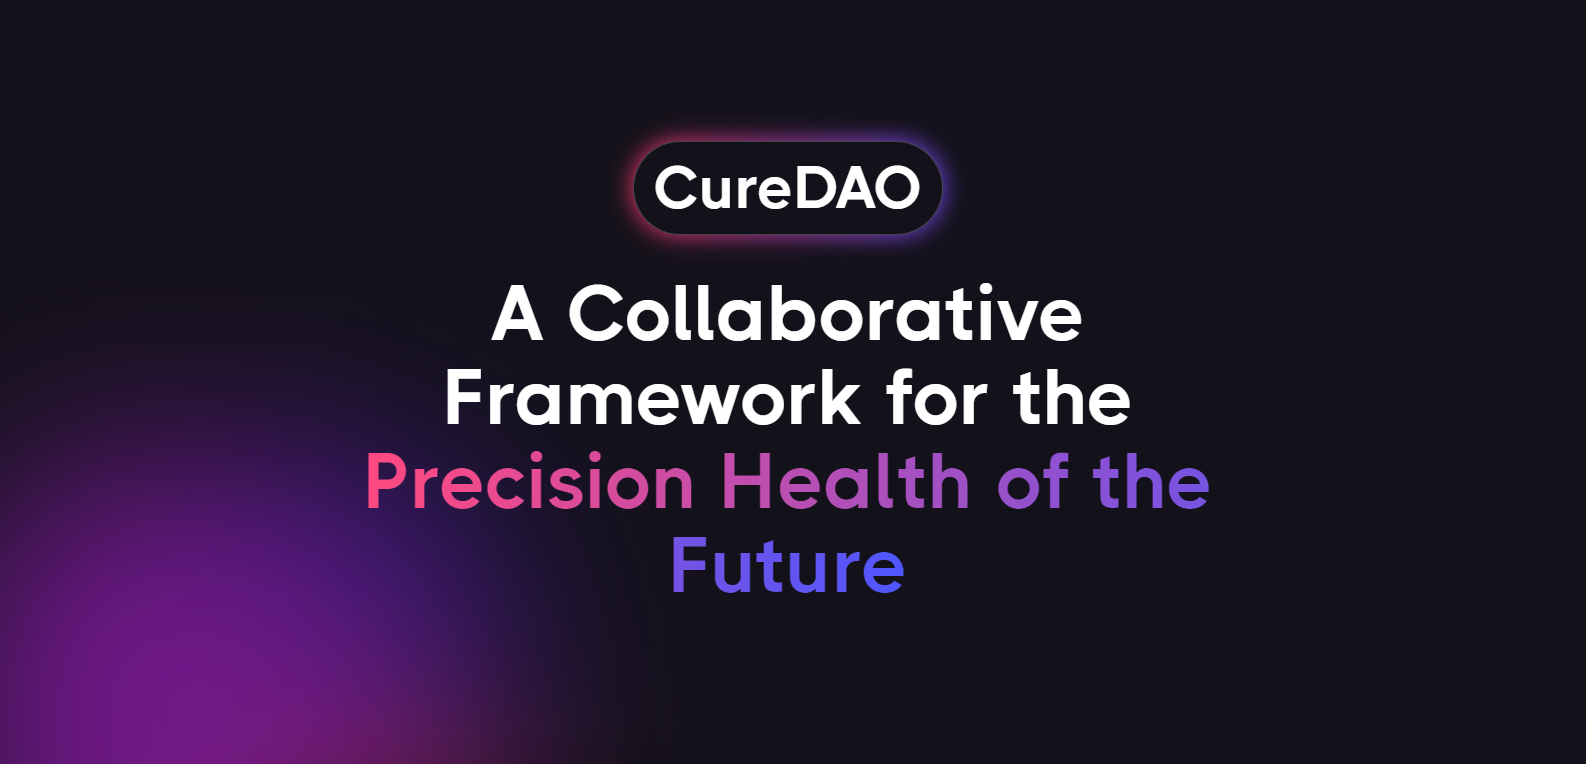 CureDAO
A Collaborative
Framework for the
Precision Health of the
Future